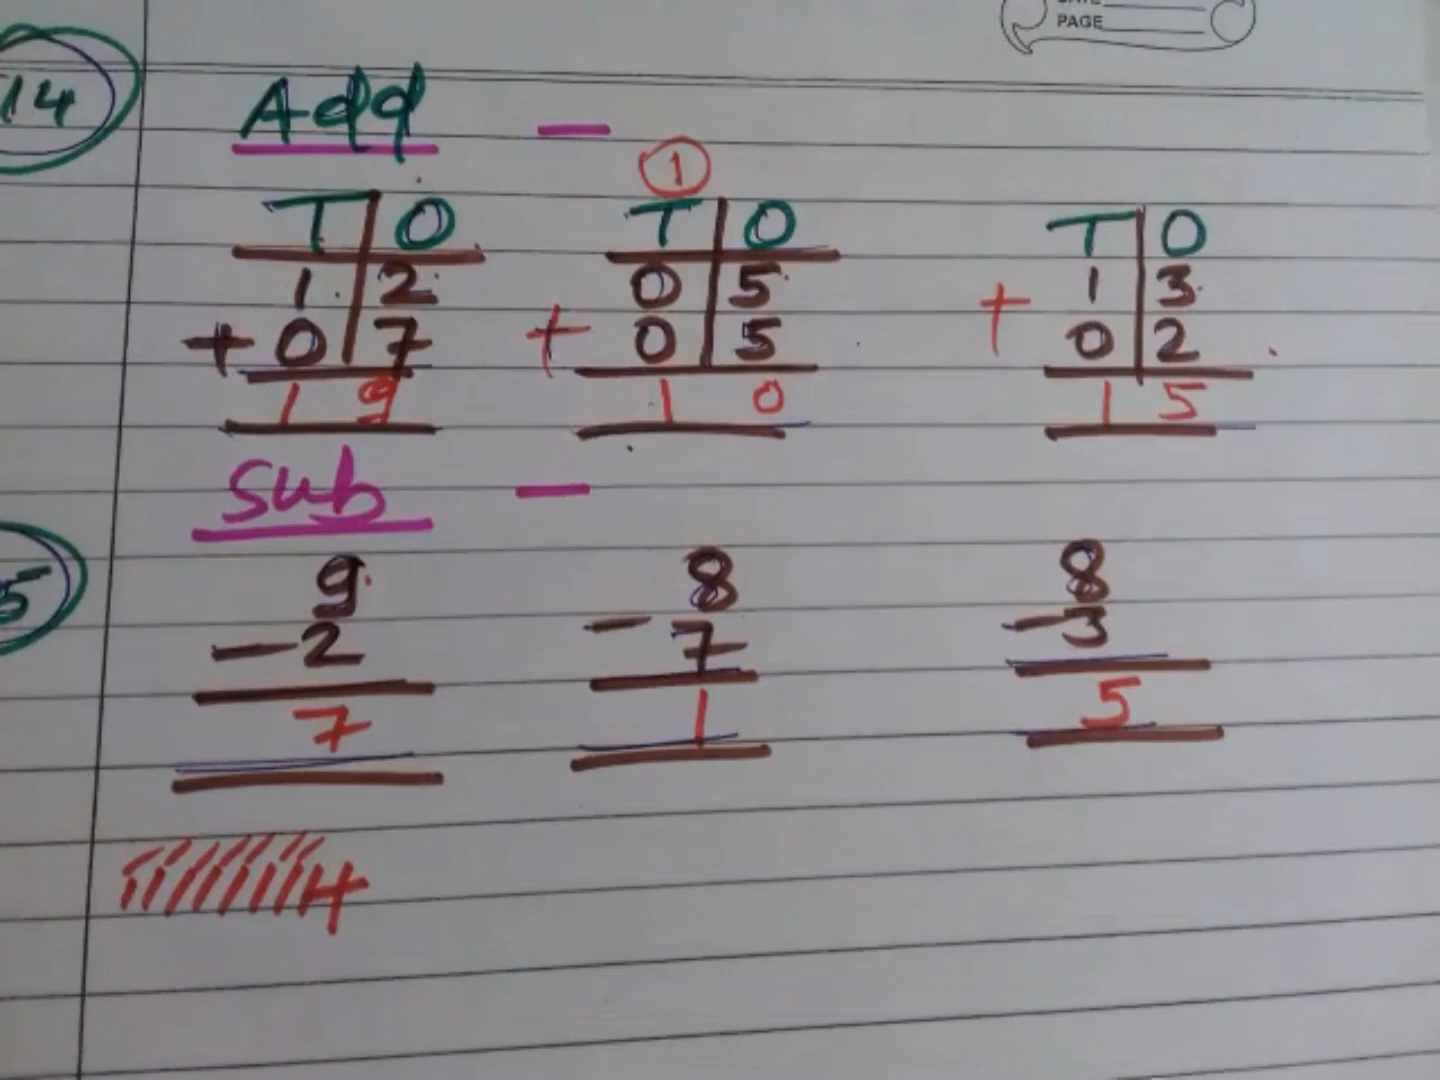 PAGE
14 Add —
1
T O T O T O
1 2 0 5 1 3
+ 0 7 + 0 5 + 0 2
1 9 1 0 1 5
Sub —
5
9 8 8
- 2 - 7 - 3
7 1 5